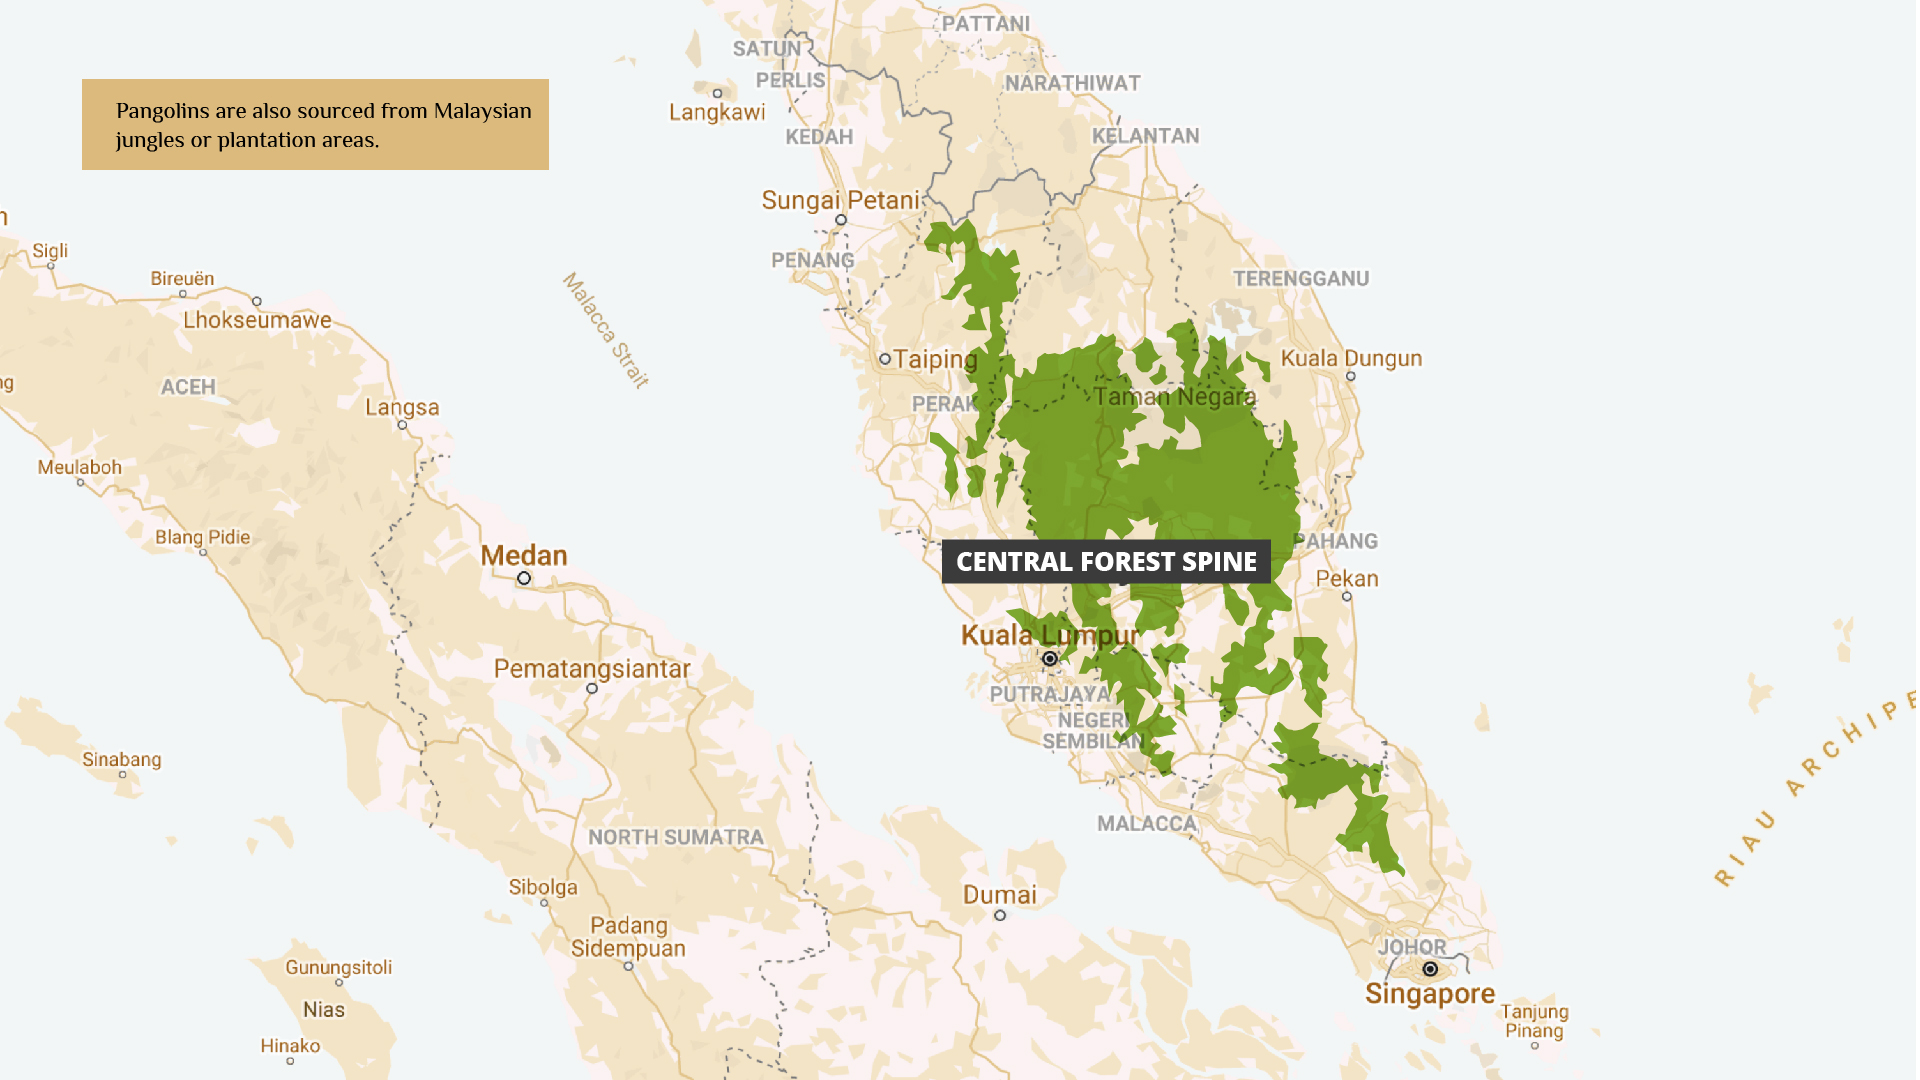 Pangolins are also sourced from Malaysian
jungles or plantation areas.
PATTANI
SATUN
PERLIS
NARATHIWAT
Langkawi
KEDAH
KELANTAN
Sungai Petani
PENANG
TERENGGANU
Sigli
Bireuën
Lhokseumawe
Malacca Strait
Taiping
Kuala Dungun
ACEH
PERAK
Taman Negara
Langsa
Meulaboh
Blang Pidie
Medan
CENTRAL FOREST SPINE
PAHANG
Pekan
Kuala Lumpur
Pematangsiantar
PUTRAJAYA
NEGERI
SEMBILAN
Sinabang
NORTH SUMATRA
MALACCA
RIAU ARCHIPE
Sibolga
Dumai
Padang
Sidempuan
JOHOR
Singapore
Gunungsitoli
Nias
Tanjung
Pinang
Hinako